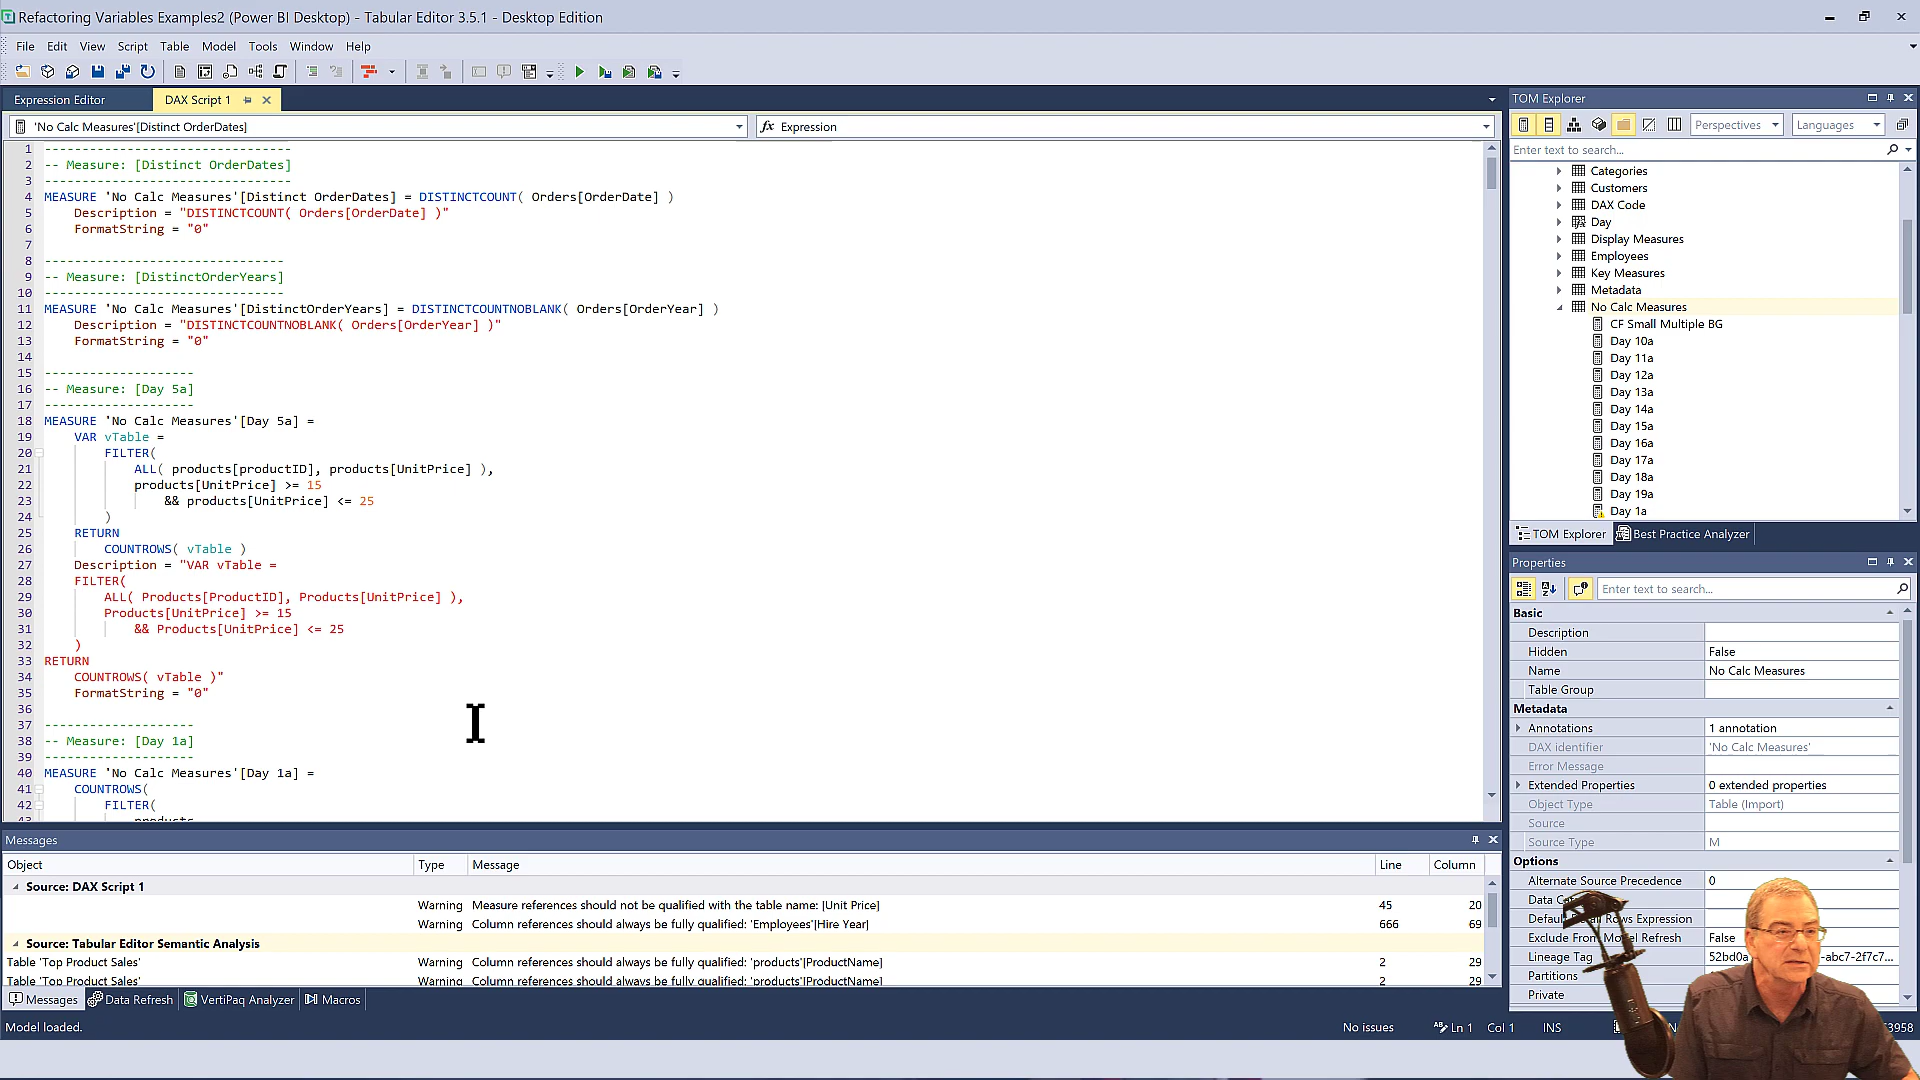 Refactoring Variables Examples2 (Power BI Desktop) - Tabular Editor 3.5.1 - Desktop Edition
File Edit View Script Table Model Tools Window Help
Expression Editor DAX Script 1
'No Calc Measures'[Distinct OrderDates] fx Expression
1 -------------------------------
2 -- Measure: [Distinct OrderDates]
3 -------------------------------
4 MEASURE 'No Calc Measures'[Distinct OrderDates] = DISTINCTCOUNT( Orders[OrderDate] )
5 Description = "DISTINCTCOUNT( Orders[OrderDate] )"
6 FormatString = "0"
7
8 -------------------------------
9 -- Measure: [DistinctOrderYears]
10 -------------------------------
11 MEASURE 'No Calc Measures'[DistinctOrderYears] = DISTINCTCOUNTNOBLANK( Orders[OrderYear] )
12 Description = "DISTINCTCOUNTNOBLANK( Orders[OrderYear] )"
13 FormatString = "0"
14
15 --------------------
16 -- Measure: [Day 5a]
17 --------------------
18 MEASURE 'No Calc Measures'[Day 5a] =
19 VAR vTable =
20 FILTER(
21 ALL( products[productID], products[UnitPrice] ),
22 products[UnitPrice] >= 15
23 && products[UnitPrice] <= 25
24 )
25 RETURN
26 COUNTROWS( vTable )
27 Description = "VAR vTable =
28 FILTER(
29 ALL( Products[ProductID], Products[UnitPrice] ),
30 Products[UnitPrice] >= 15
31 && Products[UnitPrice] <= 25
32 )
33 RETURN
34 COUNTROWS( vTable )"
35 FormatString = "0"
36
37 --------------------
38 -- Measure: [Day 1a]
39 --------------------
40 MEASURE 'No Calc Measures'[Day 1a] =
41 COUNTROWS(
42 FILTER(
43 products
Messages
Object Type Message Line Column
Source: DAX Script 1
Warning Measure references should not be qualified with the table name: [Unit Price] 45 20
Warning Column references should always be fully qualified: 'Employees'[Hire Year] 666 69
Source: Tabular Editor Semantic Analysis
Table 'Top Product Sales' Warning Column references should always be fully qualified: 'products'[ProductName] 2 29
Table 'Top Product Sales' Warning Column references should always be fully qualified: 'products'[ProductName] 2 29
Messages Data Refresh VertiPaq Analyzer Macros
Model loaded. No issues Ln 1 Col 1 INS 3958
TOM Explorer
Perspectives Languages
Enter text to search...
Categories
Customers
DAX Code
Day
Display Measures
Employees
Key Measures
Metadata
No Calc Measures
CF Small Multiple BG
Day 10a
Day 11a
Day 12a
Day 13a
Day 14a
Day 15a
Day 16a
Day 17a
Day 18a
Day 19a
Day 1a
TOM Explorer Best Practice Analyzer
Properties
Enter text to search...
Basic
Description
Hidden False
Name No Calc Measures
Table Group
Metadata
Annotations 1 annotation
DAX identifier 'No Calc Measures'
Error Message
Extended Properties 0 extended properties
Object Type Table (Import)
Source
Source Type M
Options
Alternate Source Precedence 0
Data
Rows Expression
Exclude From Model Refresh False
Lineage Tag 52bd0a -abc7-2f7c7...
Partitions
Private